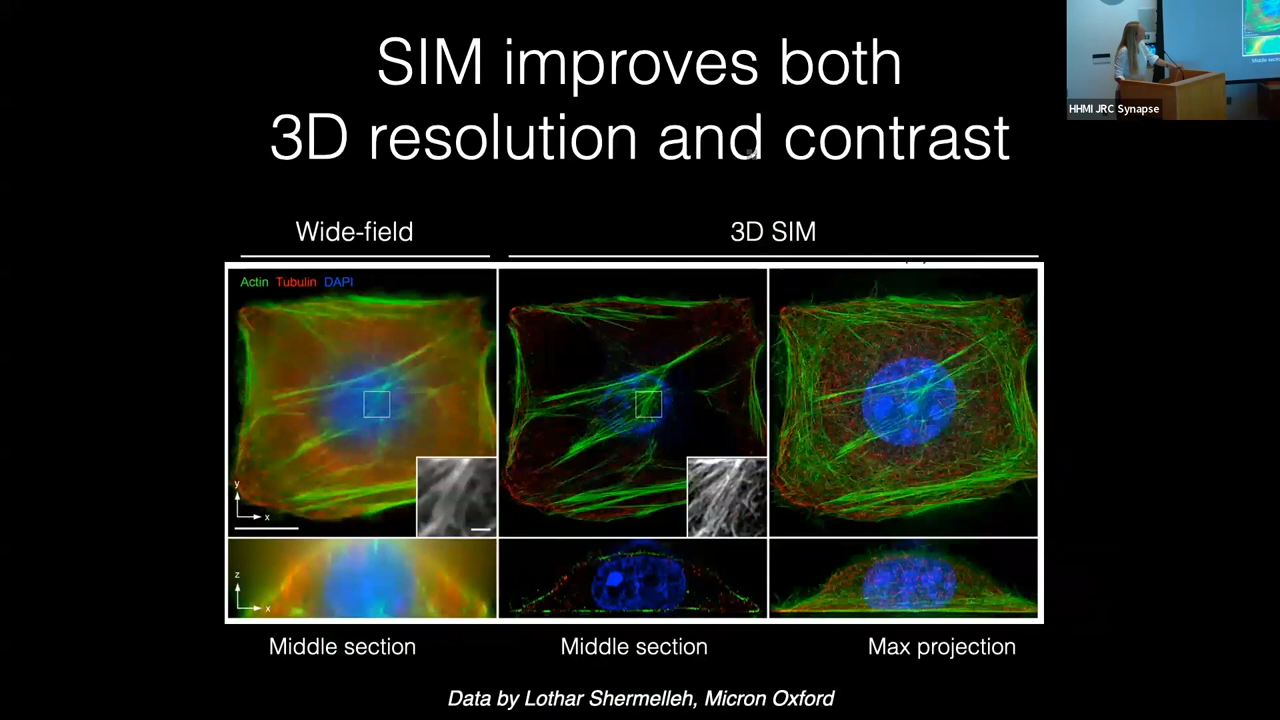 SIM improves both
3D resolution and contrast
HHMI JRC Synapse
Wide-field
3D SIM
Actin Tubulin DAPI
y
x
z
x
Middle section
Middle section
Max projection
Data by Lothar Shermelleh, Micron Oxford